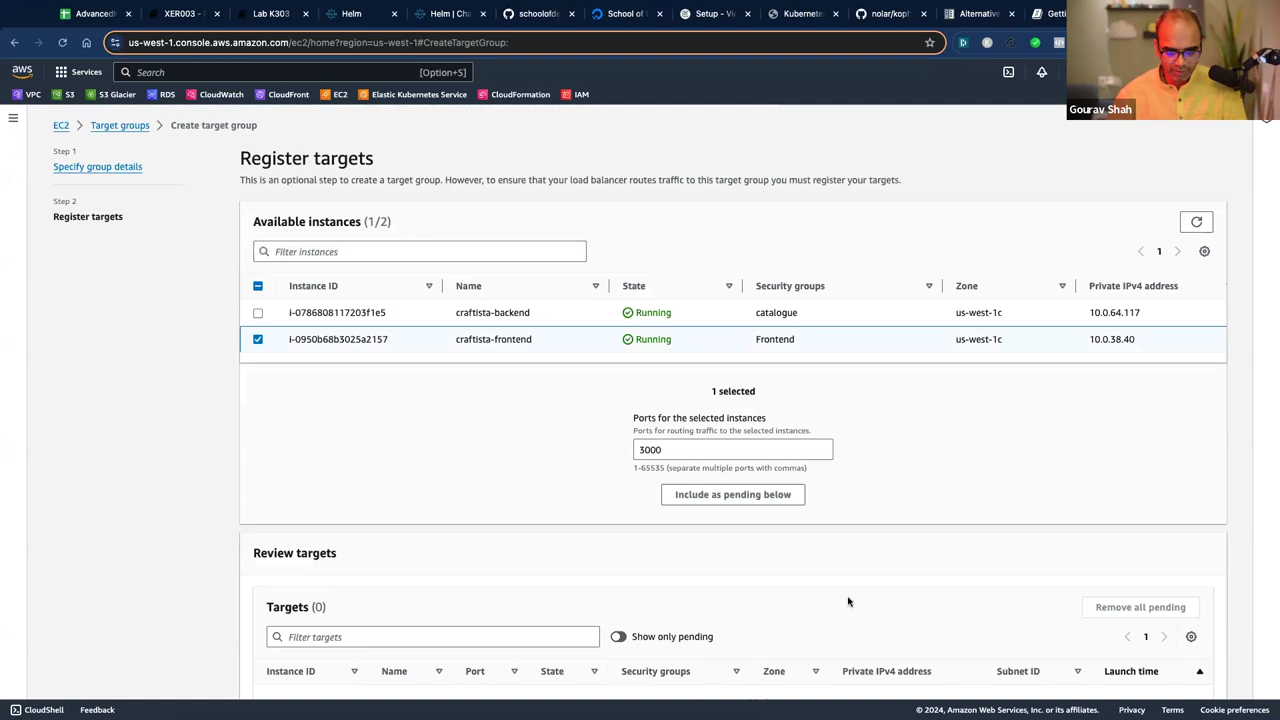 AdvancedK
XER003 -
Lab K303
Helm
Helm | Cha
schoolofde
School of D
Setup - Vi
Kubernete
nolar/kopf
Alternative
Getti
us-west-1.console.aws.amazon.com/ec2/home?region=us-west-1#CreateTargetGroup:
aws
Services
Search
[Option+S]
VPC
S3
S3 Glacier
RDS
CloudWatch
CloudFront
EC2
Elastic Kubernetes Service
CloudFormation
IAM
Gourav Shah
EC2
Target groups
Create target group
Step 1
Specify group details
Step 2
Register targets
Register targets
This is an optional step to create a target group. However, to ensure that your load balancer routes traffic to this target group you must register your targets.
Available instances (1/2)
Filter instances
1
Instance ID Name State Security groups Zone Private IPv4 address
i-0786808117203f1e5 craftista-backend Running catalogue us-west-1c 10.0.64.117
i-0950b68b3025a2157 craftista-frontend Running Frontend us-west-1c 10.0.38.40
1 selected
Ports for the selected instances
Ports for routing traffic to the selected instances.
3000
1-65535 (separate multiple ports with commas)
Include as pending below
Review targets
Targets (0)
Remove all pending
Filter targets
Show only pending
1
Instance ID Name Port State Security groups Zone Private IPv4 address Subnet ID Launch time
CloudShell
Feedback
© 2024, Amazon Web Services, Inc. or its affiliates.
Privacy
Terms
Cookie preferences